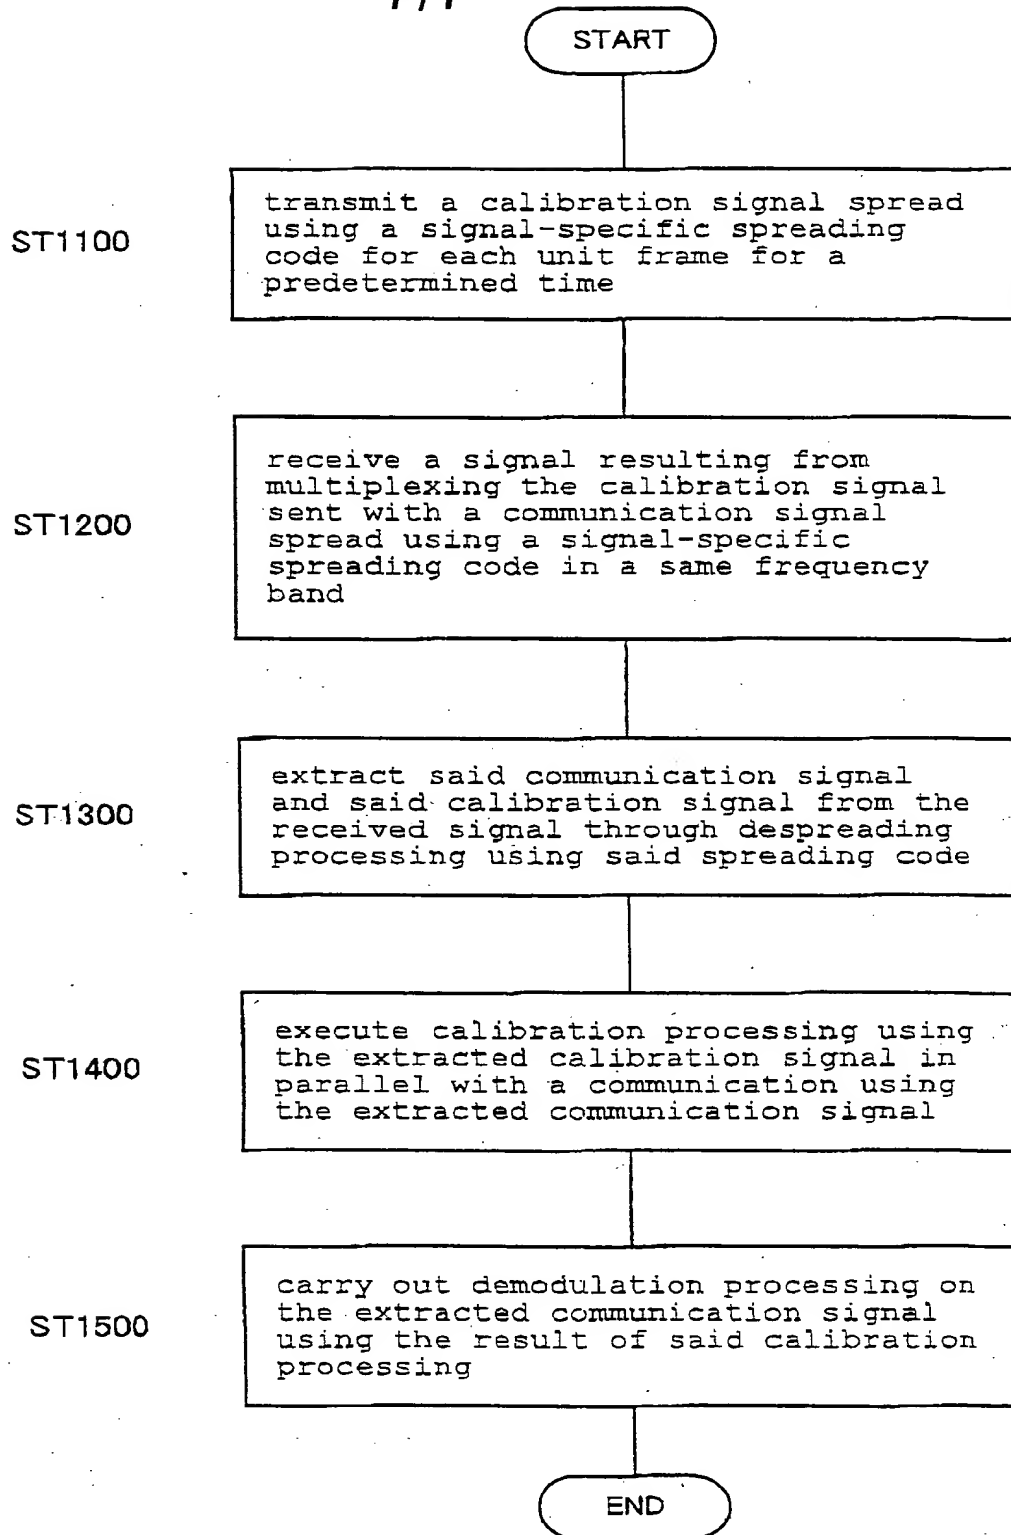 START
ST1100
transmit a calibration signal spread
using a signal-specific spreading
code for each unit frame for a
predetermined time
ST1200
receive a signal resulting from
multiplexing the calibration signal
sent with a communication signal
spread using a signal-specific
spreading code in a same frequency
band
ST1300
extract said communication signal
and said calibration signal from the
received signal through despreading
processing using said spreading code
ST1400
execute calibration processing using
the extracted calibration signal in
parallel with a communication using
the extracted communication signal
ST1500
carry out demodulation processing on
the extracted communication signal
using the result of said calibration
processing
END